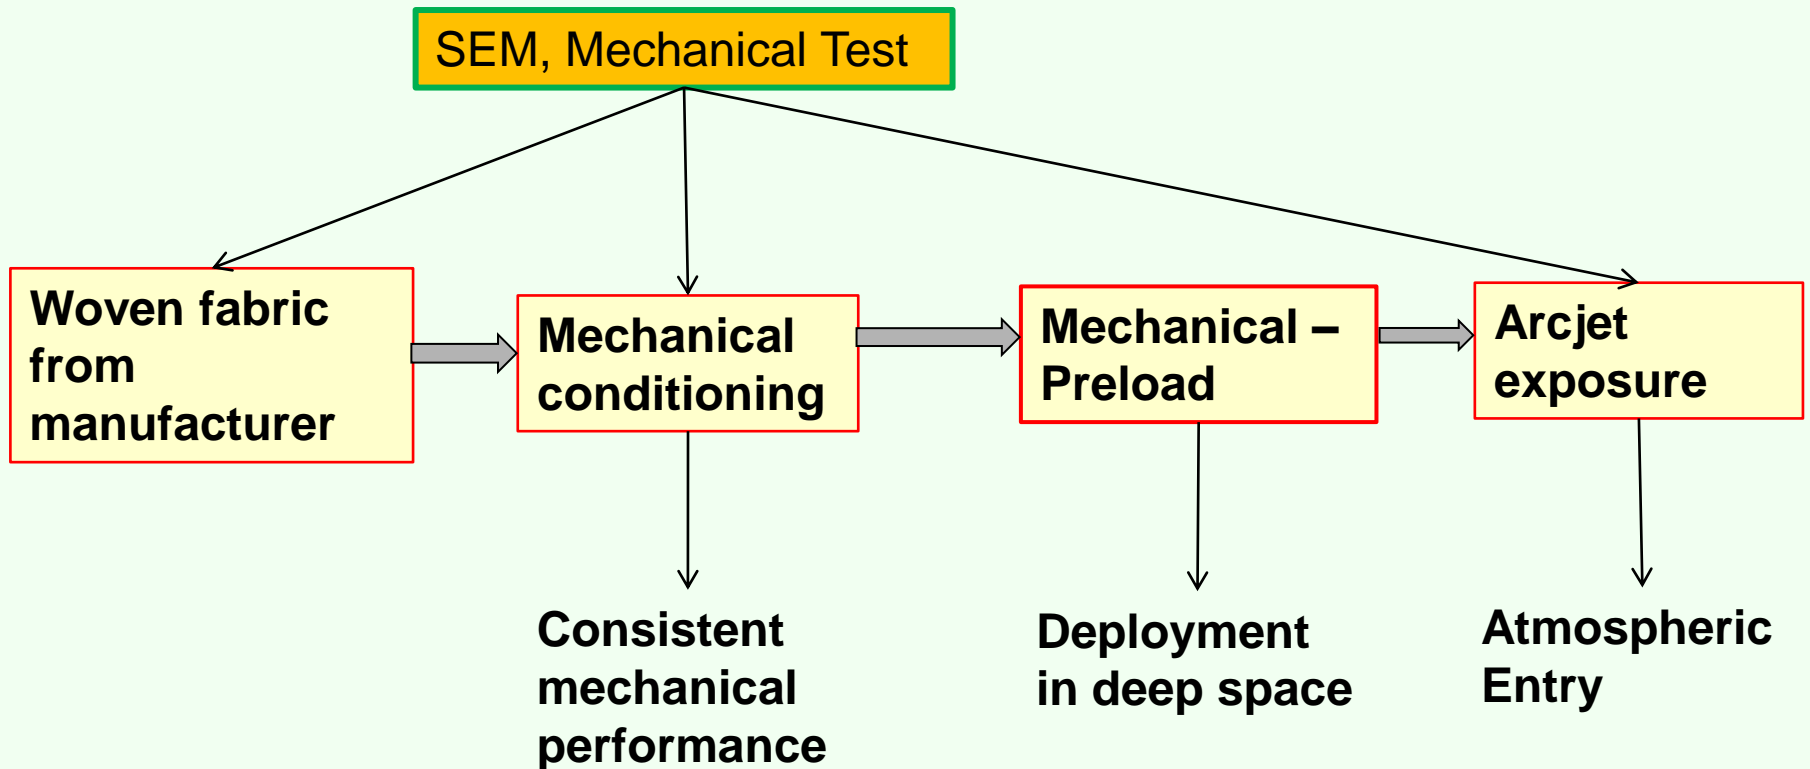 SEM, Mechanical Test
Woven fabric
from
manufacturer
Mechanical
conditioning
Mechanical –
Preload
Arcjet
exposure
Consistent
mechanical
performance
Deployment
in deep space
Atmospheric
Entry